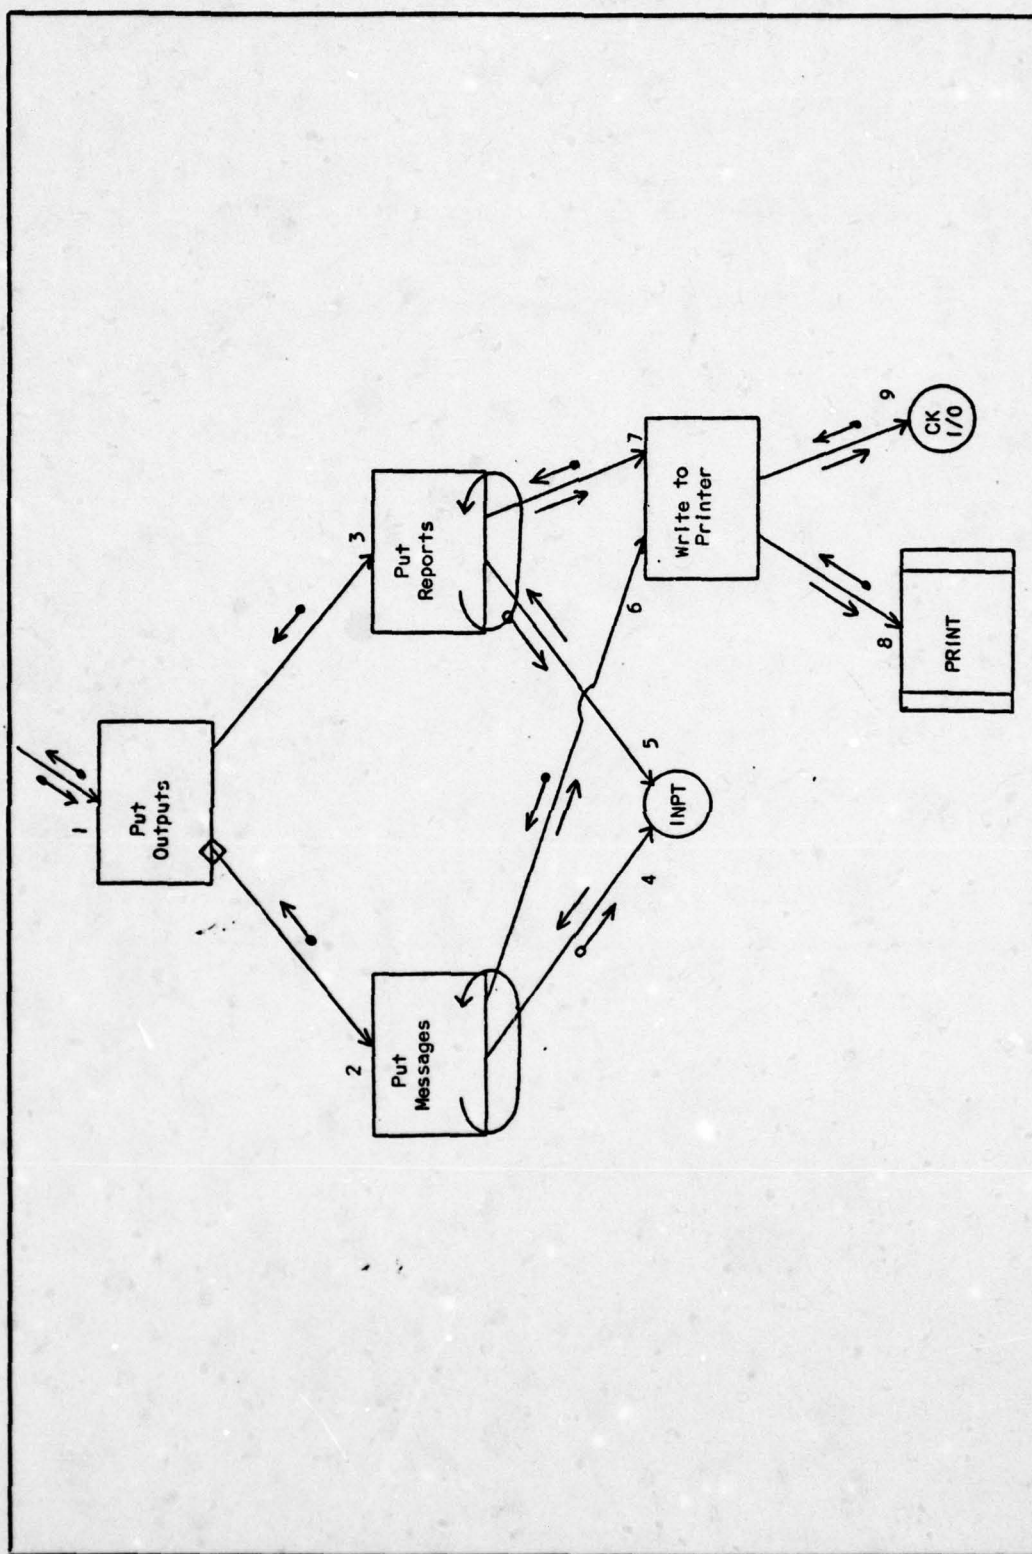 1
Put
Outputs
2
Put
Messages
3
Put
Reports
4
5
INPT
6
7
Write to
Printer
8
PRINT
9
CK
I/O